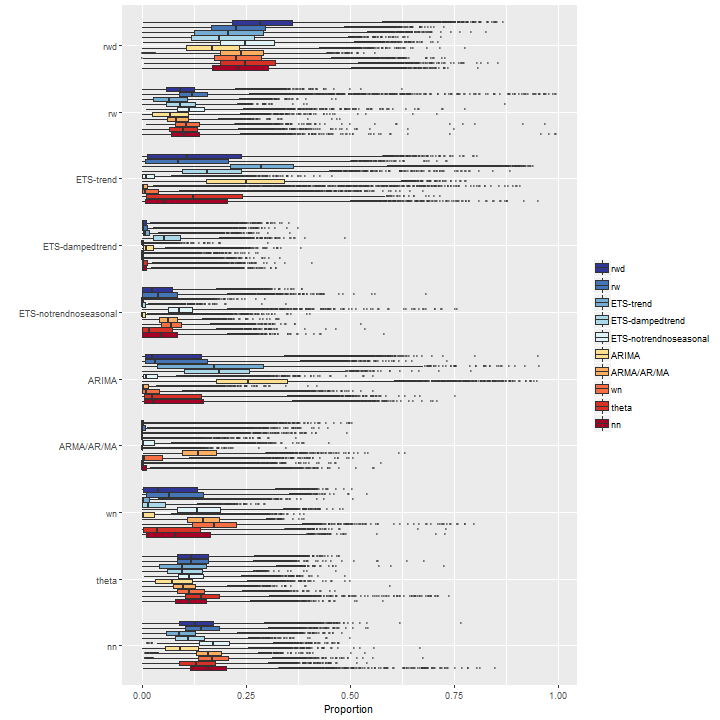 rwd
rw
ETS-trend
ETS-dampedtrend
ETS-notrendnoseasonal
ARIMA
ARMA/AR/MA
wn
theta
nn
0.00
0.25
0.50
0.75
1.00
Proportion
rwd
rw
ETS-trend
ETS-dampedtrend
ETS-notrendnoseasonal
ARIMA
ARMA/AR/MA
wn
theta
nn